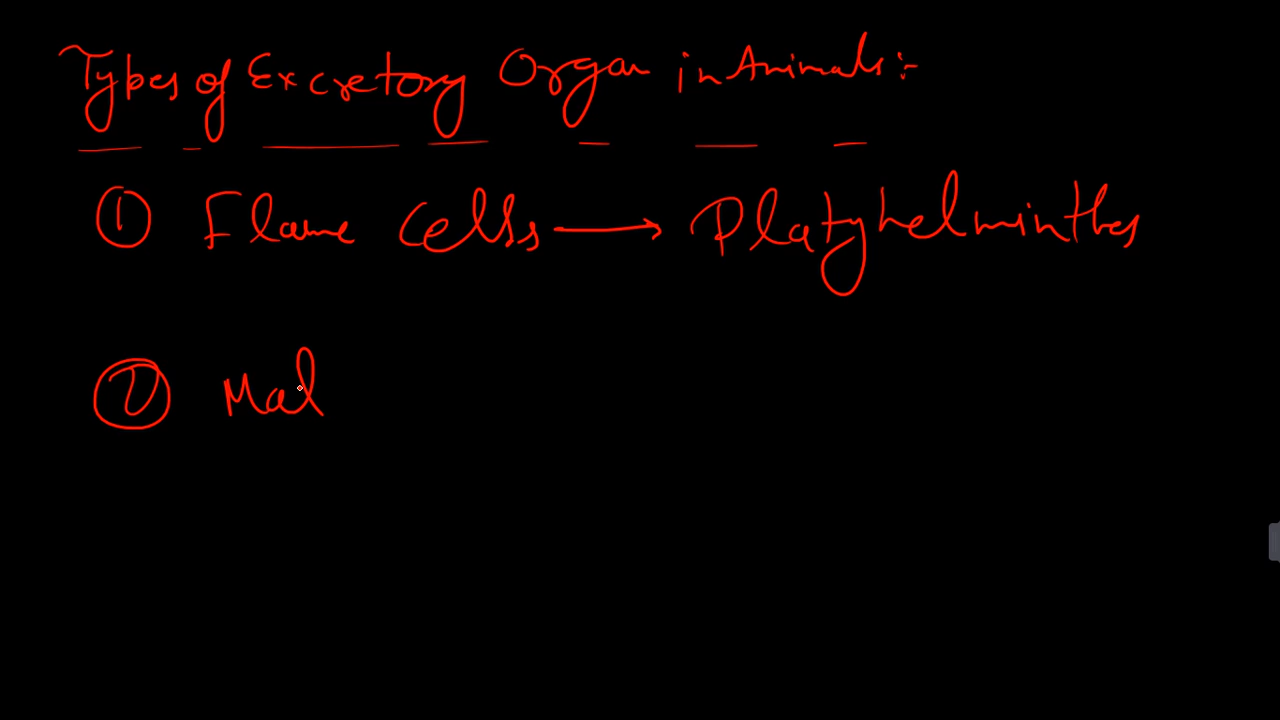 Types of Excretory Organ in Animals :-
① Flame Cells → Platyhelminthes
② Mal